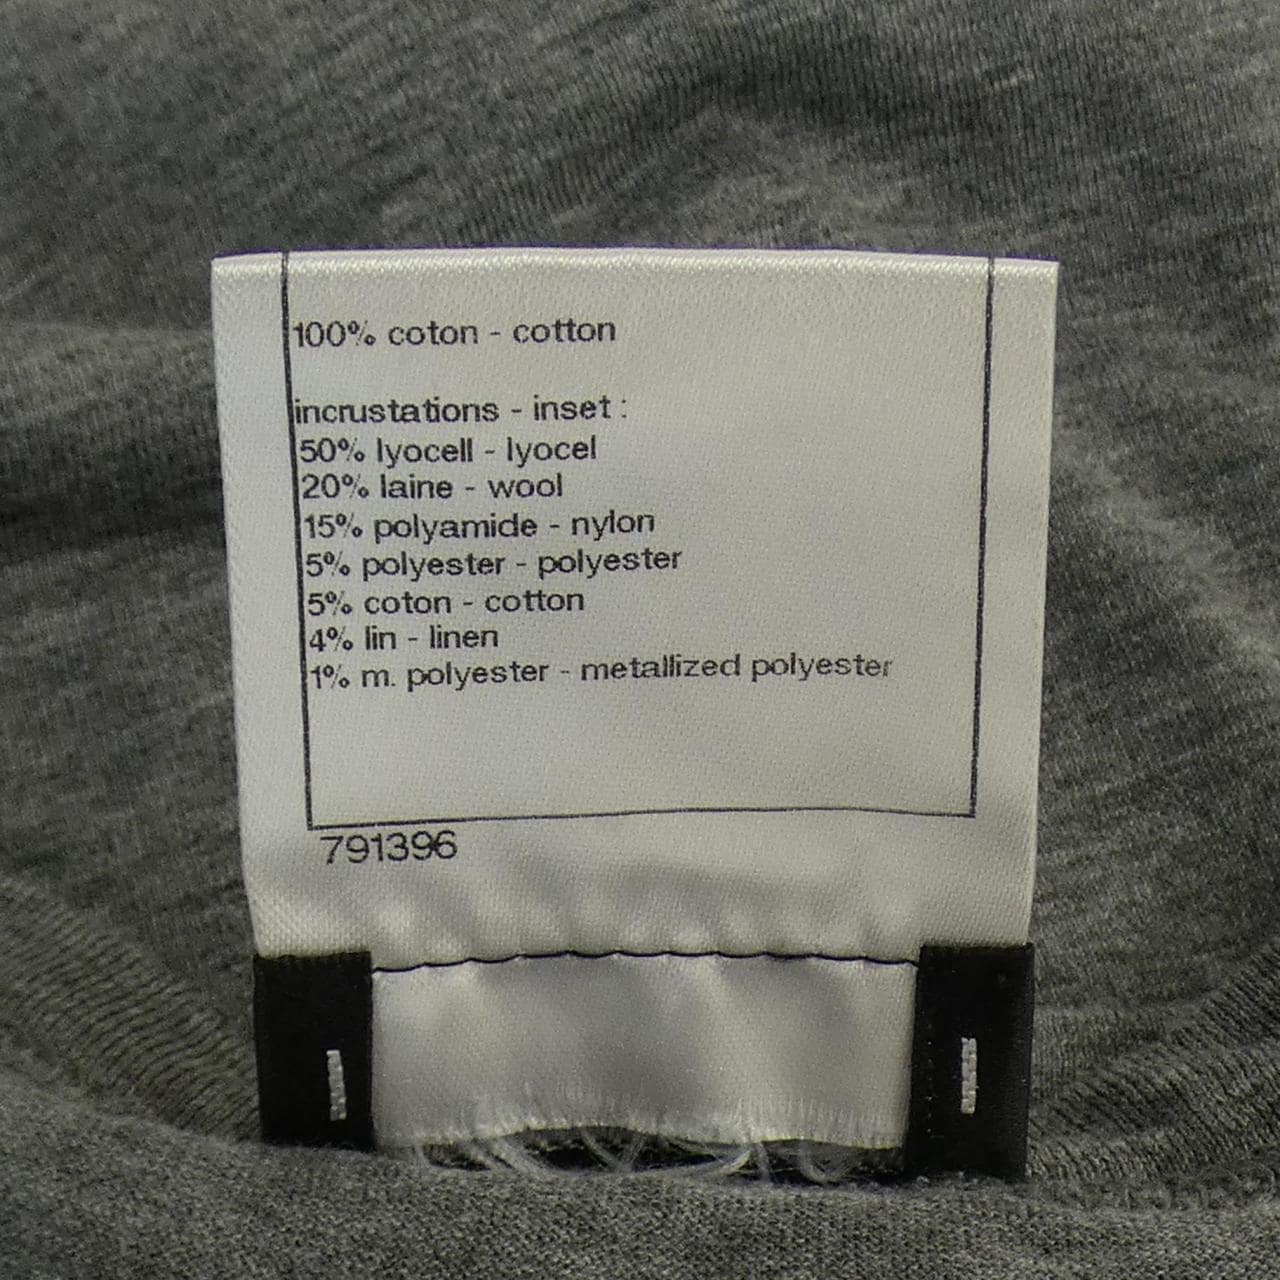 100% coton - cotton
incrustations - inset :
50% lyocell - lyocel
20% laine - wool
15% polyamide - nylon
5% polyester - polyester
5% coton - cotton
4% lin - linen
1% m. polyester - metallized polyester
791396